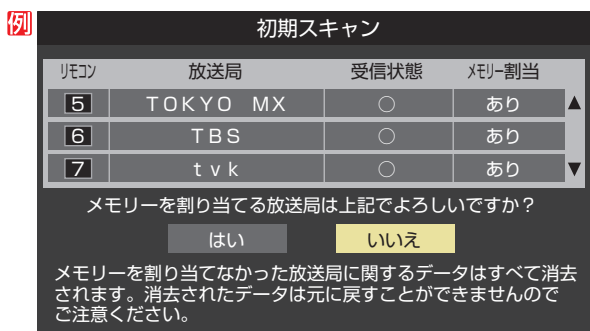 例
初期スキャン
リモコン 放送局 受信状態 メモリー割当
5 TOKYO MX ○ あり ▲
6 TBS ○ あり
7 tvk ○ あり ▼
メモリーを割り当てる放送局は上記でよろしいですか？
はい いいえ
メモリーを割り当てなかった放送局に関するデータはすべて消去
されます。消去されたデータは元に戻すことができませんので
ご注意ください。